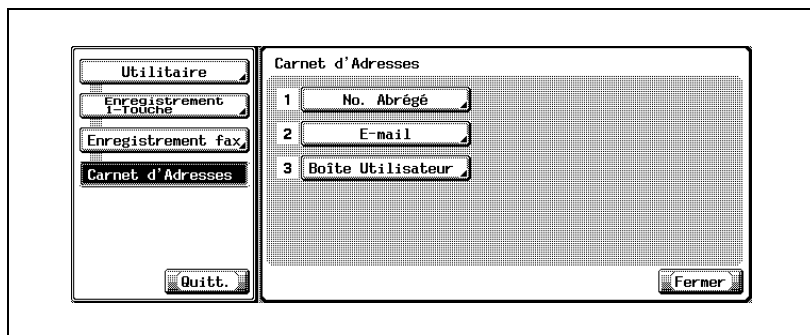 Utilitaire
Enregistrement
1-Touche
Enregistrement fax
Carnet d'Adresses
Quitt.
Carnet d'Adresses
1 No. Abrégé
2 E-mail
3 Boîte Utilisateur
Fermer